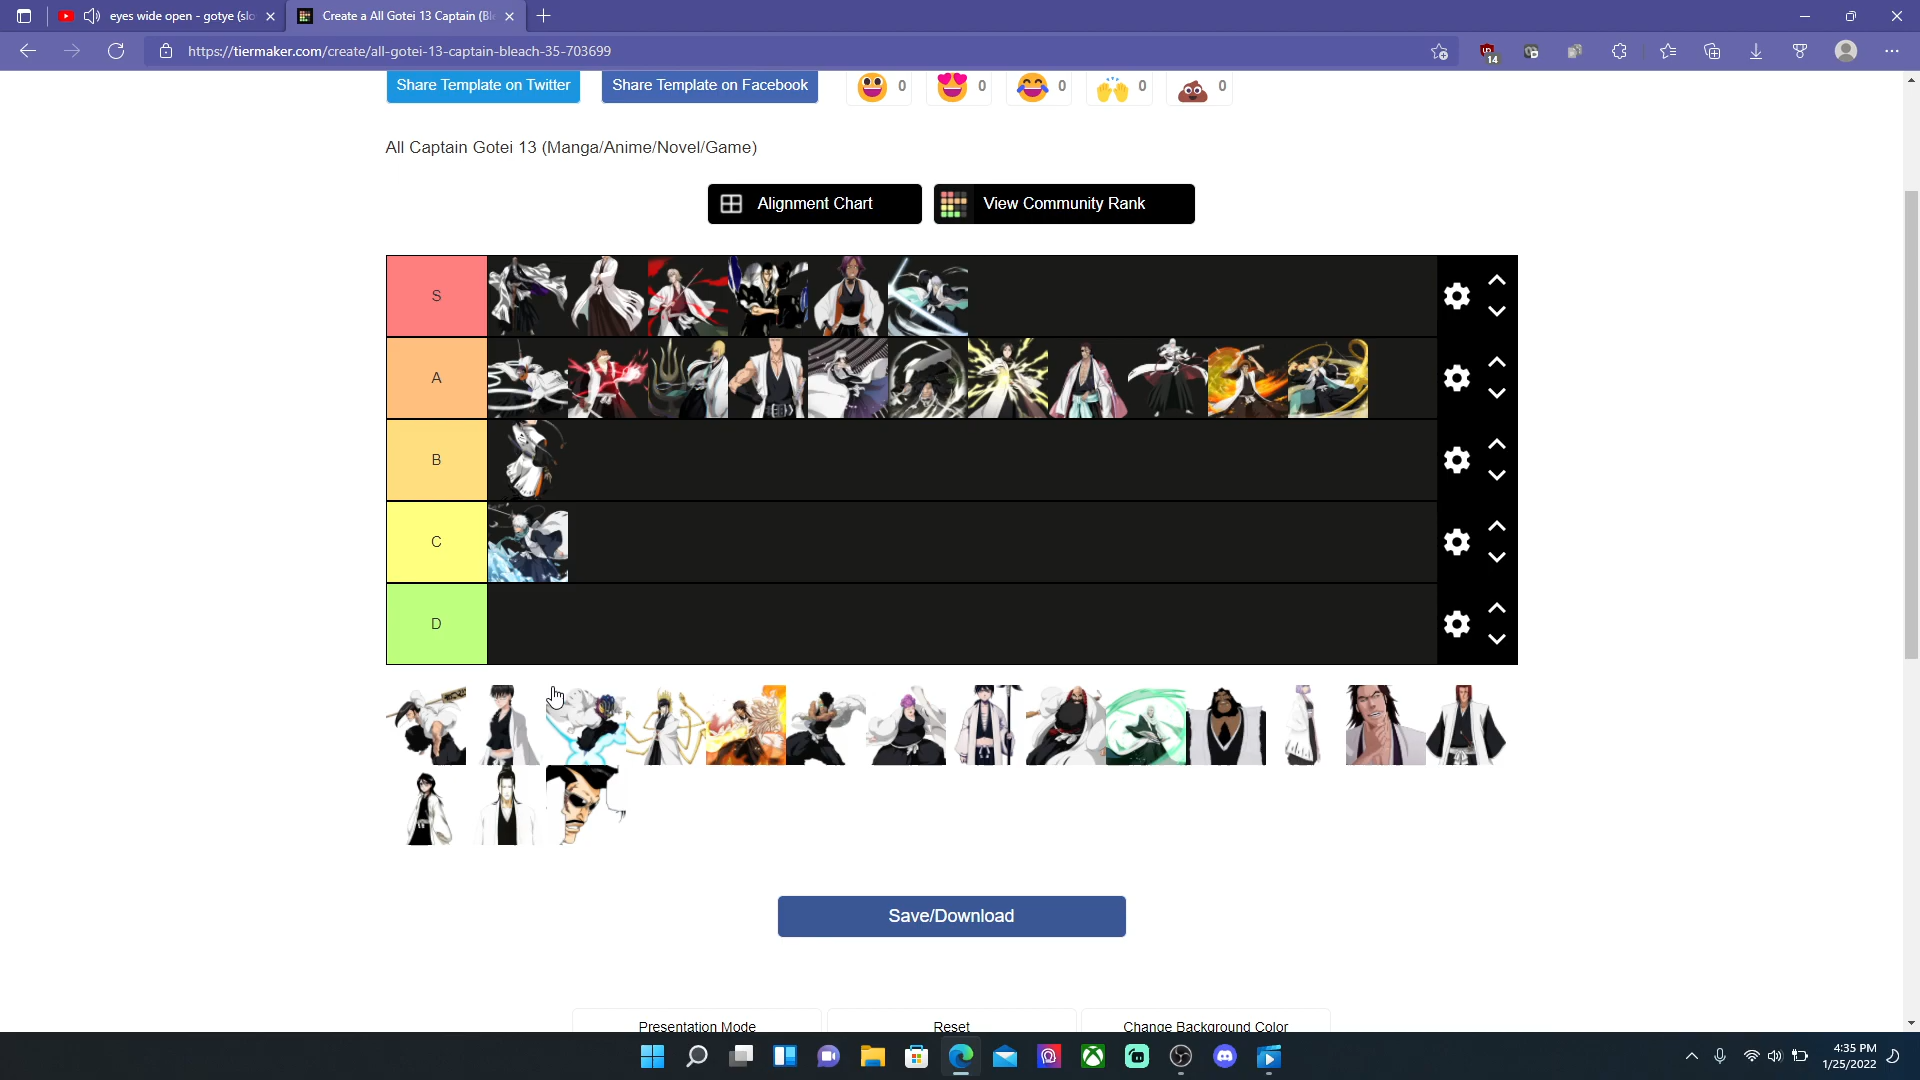 eyes wide open - gotye (slo
Create a All Gotei 13 Captain (Bl
https://tiermaker.com/create/all-gotei-13-captain-bleach-35-703699
14
Share Template on Twitter
Share Template on Facebook
0
0
0
0
0
All Captain Gotei 13 (Manga/Anime/Novel/Game)
Alignment Chart
View Community Rank
S
A
B
C
D
Save/Download
Presentation Mode
Reset
Change Background Color
4:35 PM
1/25/2022